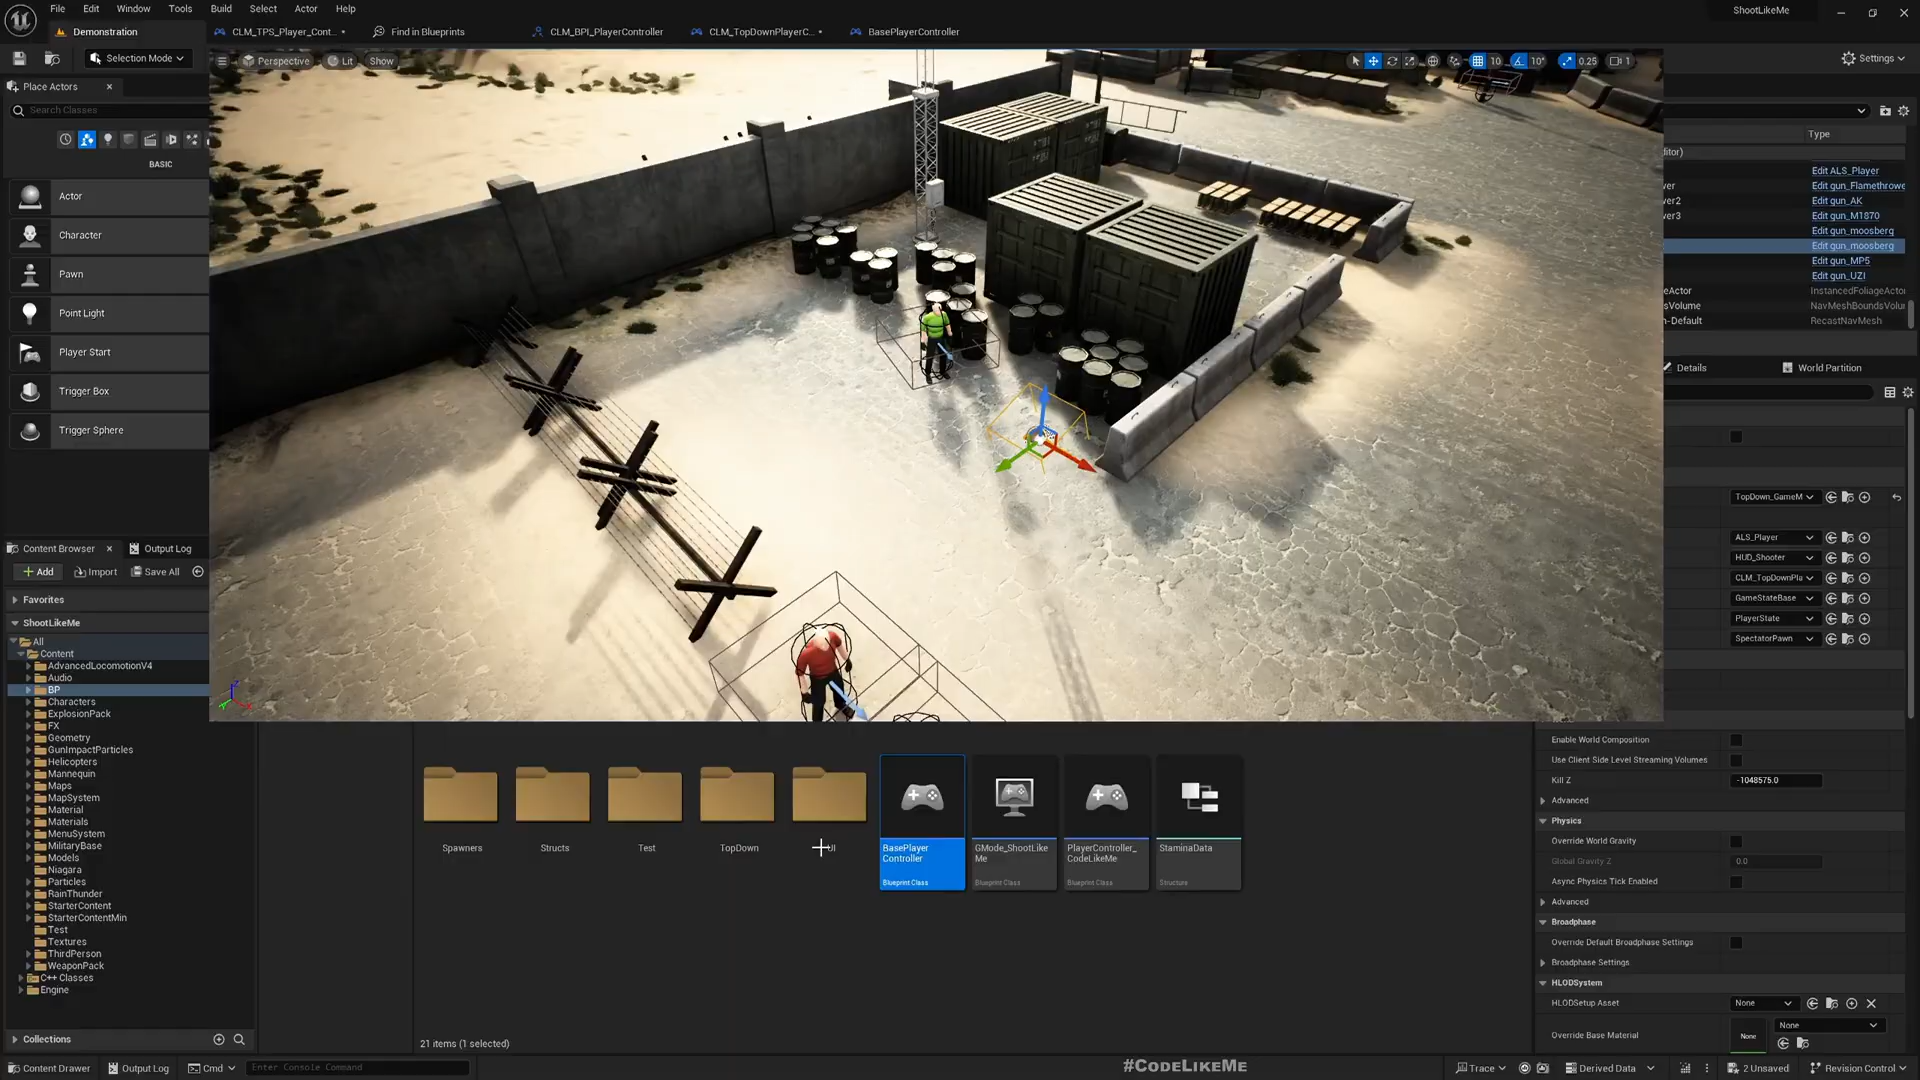 File Edit Window Tools Build Select Actor Help
ShootLikeMe
Demonstration
CLM_TPS_Player_Cont...
Find in Blueprints
CLM_BPI_PlayerController
CLM_TopDownPlayerC...
BasePlayerController
Selection Mode
Settings
Perspective
Lit
Show
10
10°
0.25
1
Place Actors
Search Classes
BASIC
Actor
Character
Pawn
Point Light
Player Start
Trigger Box
Trigger Sphere
Type
ditor)
Edit ALS_Player
ver
Edit gun_Flamethrowe
wer2
Edit gun_AK
wer3
Edit gun_M1870
Edit gun_moosberg
Edit gun_moosberg
Edit gun_MP5
Edit gun_UZI
eActor
InstancedFoliageActor
sVolume
NavMeshBoundsVolu
n-Default
RecastNavMesh
Details
World Partition
TopDown_GameM
ALS_Player
HUD_Shooter
CLM_TopDownPla
GameStateBase
PlayerState
SpectatorPawn
Content Browser
Output Log
Add
Import
Save All
Favorites
ShootLikeMe
All
Content
AdvancedLocomotionV4
Audio
BP
Characters
ExplosionPack
FX
Geometry
GunImpactParticles
Helicopters
Mannequin
Maps
MapSystem
Material
Materials
MenuSystem
MilitaryBase
Models
Niagara
Particles
RainThunder
StarterContent
StarterContentMin
Test
Textures
ThirdPerson
WeaponPack
C++ Classes
Engine
Collections
Spawners
Structs
Test
TopDown
UI
BasePlayer
Controller
Blueprint Class
GMode_ShootLike
Me
Blueprint Class
PlayerController_
CodeLikeMe
Blueprint Class
StaminaData
Structure
21 items (1 selected)
Enable World Composition
Use Client Side Level Streaming Volumes
Kill Z
-1048575.0
Advanced
Physics
Override World Gravity
Global Gravity Z
0.0
Async Physics Tick Enabled
Advanced
Broadphase
Override Default Broadphase Settings
Broadphase Settings
HLODSystem
HLODSetup Asset
None
Override Base Material
None
None
Content Drawer
Output Log
Cmd
Enter Console Command
#CodeLikeMe
Trace
Derived Data
2 Unsaved
Revision Control